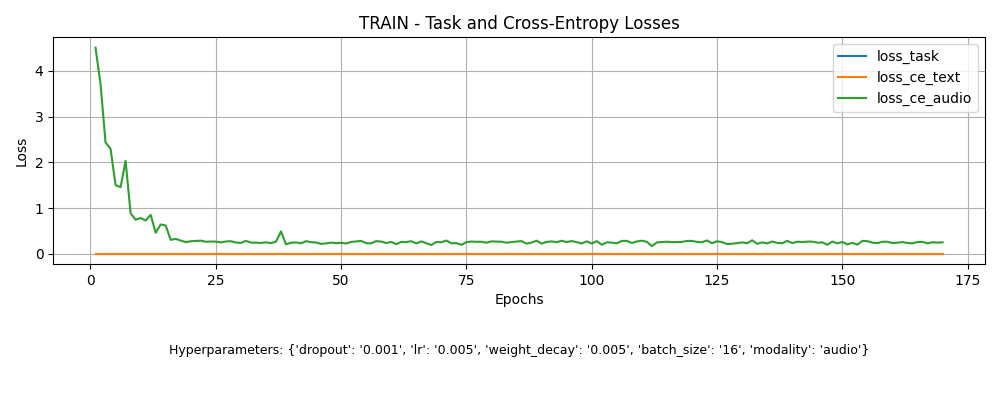 TRAIN - Task and Cross-Entropy Losses
loss_task
loss_ce_text
loss_ce_audio
Loss
4
3
2
1
0
0 25 50 75 100 125 150 175
Epochs
Hyperparameters: {'dropout': '0.001', 'lr': '0.005', 'weight_decay': '0.005', 'batch_size': '16', 'modality': 'audio'}